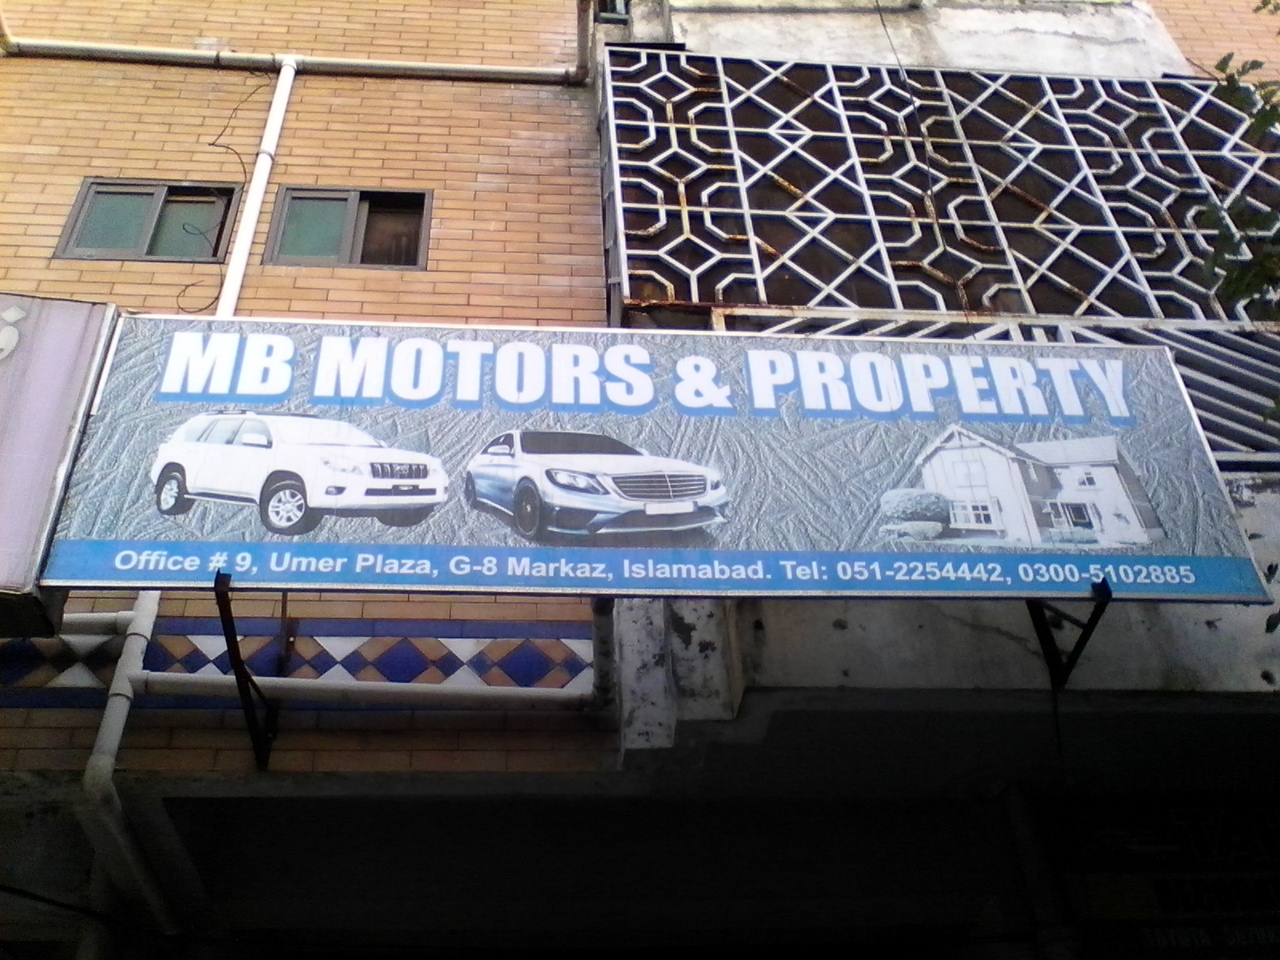 MB MOTORS & PROPERTY
Office # 9, Umer Plaza, G-8 Markaz, Islamabad. Tel: 051-2254442, 0300-5102885